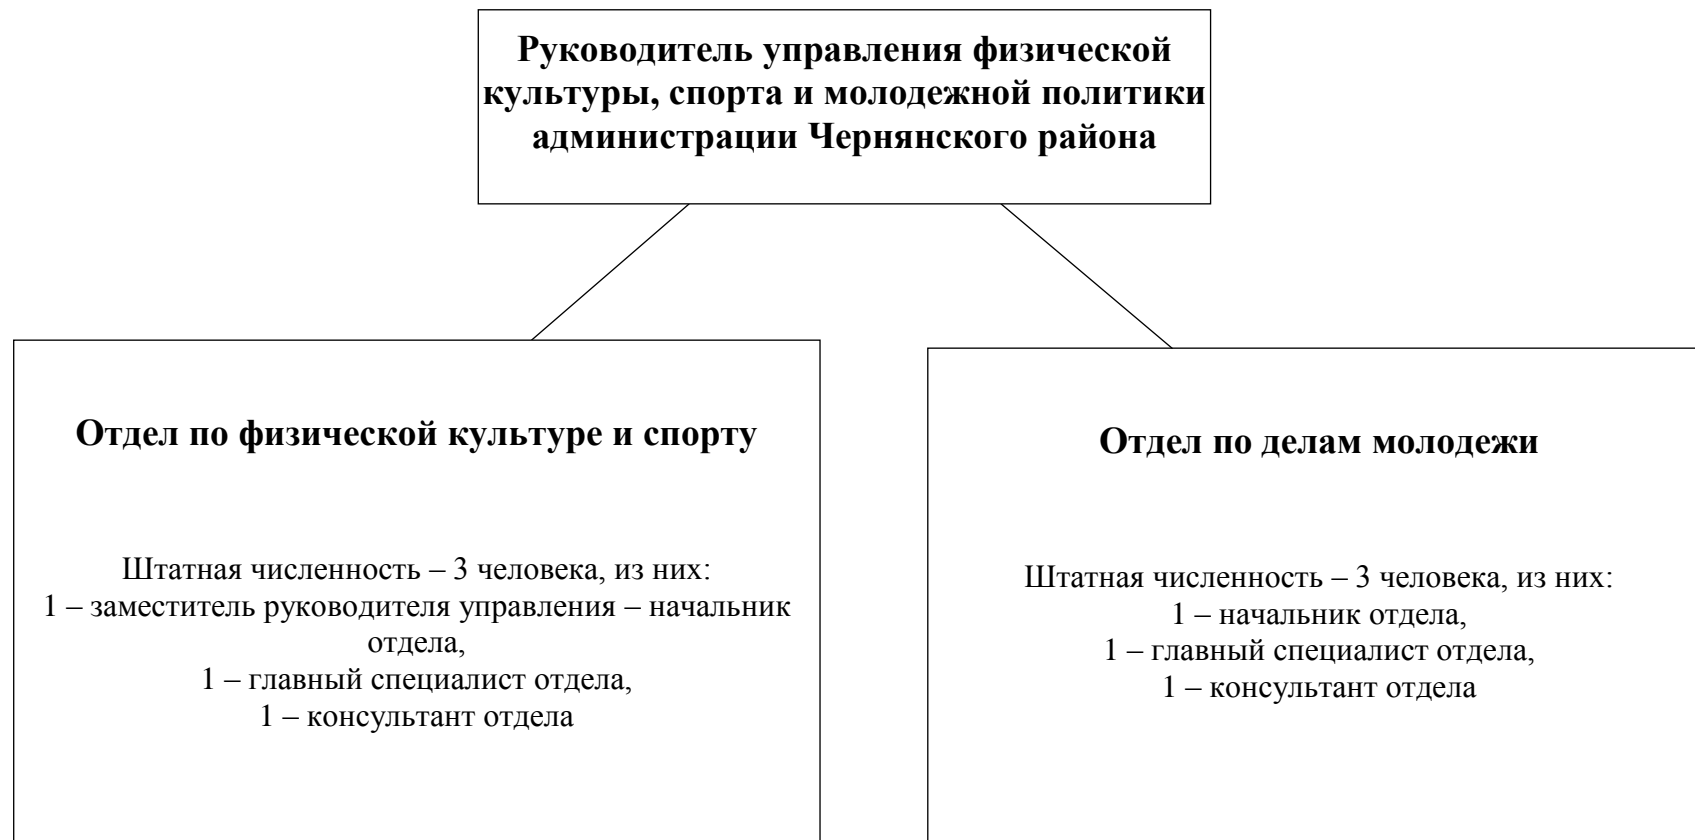 Руководитель управления физической
культуры, спорта и молодежной политики
администрации Чернянского района
Отдел по физической культуре и спорту
Штатная численность – 3 человека, из них:
1 – заместитель руководителя управления – начальник
отдела,
1 – главный специалист отдела,
1 – консультант отдела
Отдел по делам молодежи
Штатная численность – 3 человека, из них:
1 – начальник отдела,
1 – главный специалист отдела,
1 – консультант отдела